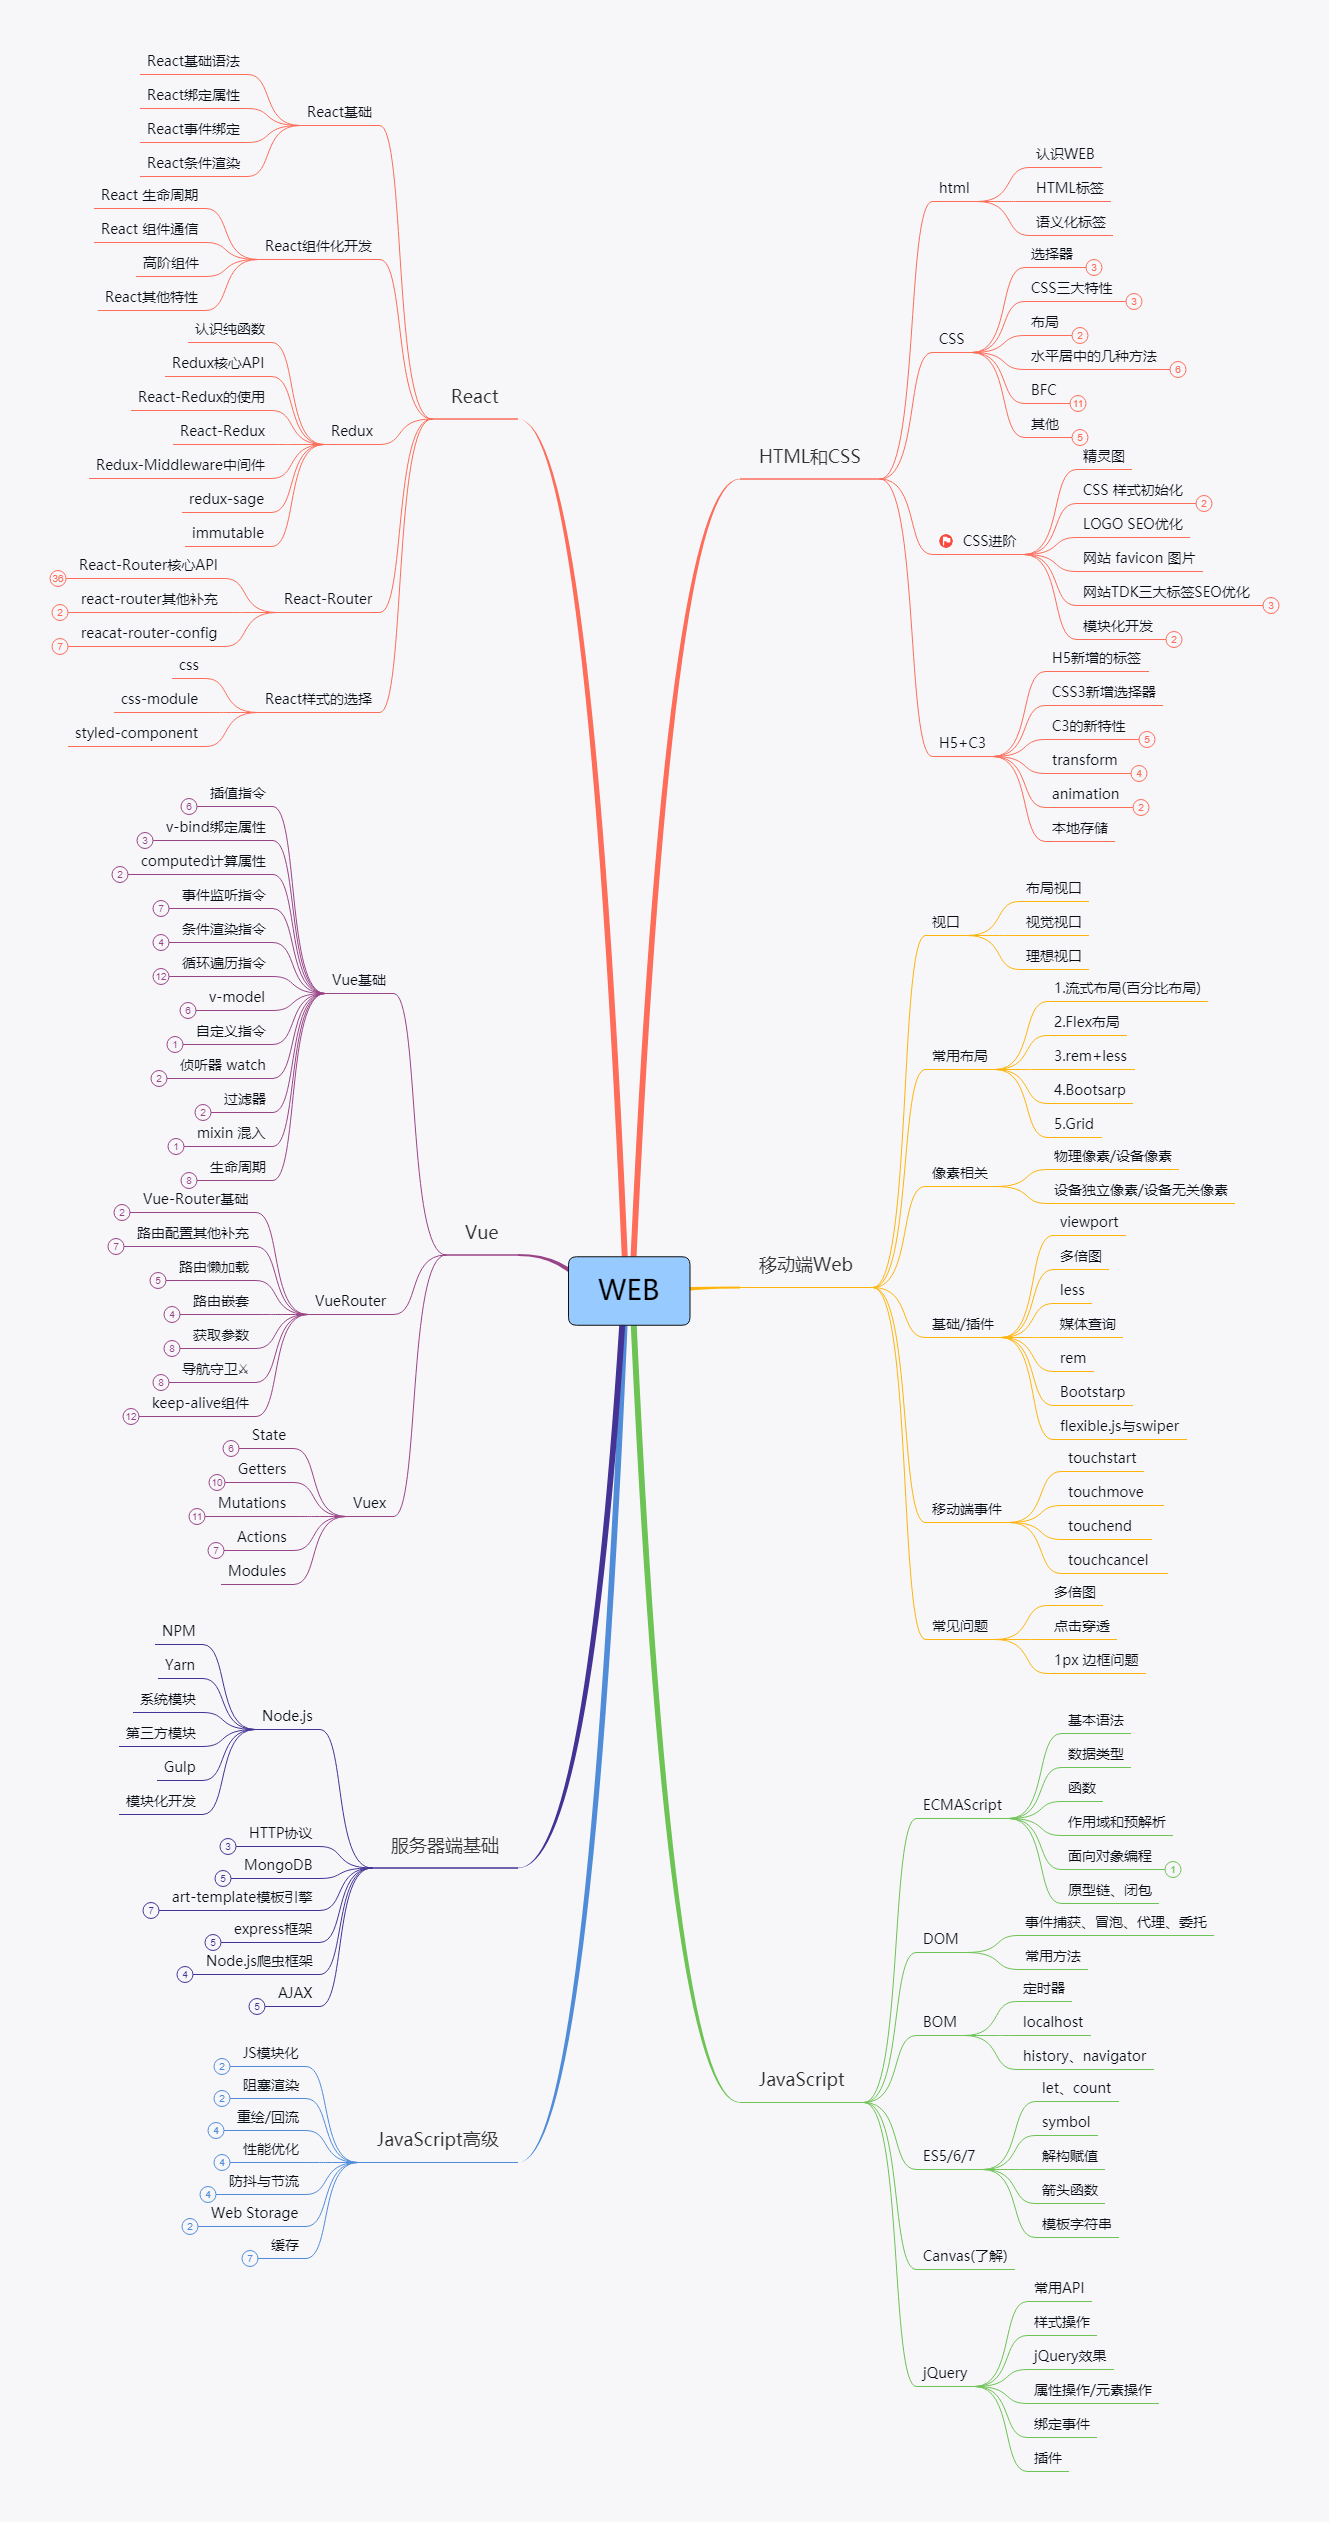 WEB
HTML和CSS
html
认识WEB
HTML标签
语义化标签
CSS
选择器
3
CSS三大特性
3
布局
2
水平居中的几种方法
6
BFC
11
其他
5
CSS进阶
精灵图
CSS 样式初始化
2
LOGO SEO优化
网站 favicon 图片
网站TDK三大标签SEO优化
3
模块化开发
2
H5+C3
H5新增的标签
CSS3新增选择器
C3的新特性
5
transform
4
animation
2
本地存储
移动端Web
视口
布局视口
视觉视口
理想视口
常用布局
1.流式布局(百分比布局)
2.Flex布局
3.rem+less
4.Bootsarp
5.Grid
像素相关
物理像素/设备像素
设备独立像素/设备无关像素
基础/插件
viewport
多倍图
less
媒体查询
rem
Bootstarp
flexible.js与swiper
移动端事件
touchstart
touchmove
touchend
touchcancel
常见问题
多倍图
点击穿透
1px 边框问题
JavaScript
ECMAScript
基本语法
数据类型
函数
作用域和预解析
面向对象编程
1
原型链、闭包
DOM
事件捕获、冒泡、代理、委托
常用方法
BOM
定时器
localhost
history、navigator
ES5/6/7
let、count
symbol
解构赋值
箭头函数
模板字符串
Canvas(了解)
jQuery
常用API
样式操作
jQuery效果
属性操作/元素操作
绑定事件
插件
React
React基础
React基础语法
React绑定属性
React事件绑定
React条件渲染
React组件化开发
React 生命周期
React 组件通信
高阶组件
React其他特性
Redux
认识纯函数
Redux核心API
React-Redux的使用
React-Redux
Redux-Middleware中间件
redux-sage
immutable
React-Router
React-Router核心API
36
react-router其他补充
2
reacat-router-config
7
React样式的选择
css
css-module
styled-component
Vue
Vue基础
插值指令
6
v-bind绑定属性
3
computed计算属性
2
事件监听指令
7
条件渲染指令
4
循环遍历指令
12
v-model
6
自定义指令
1
侦听器 watch
2
过滤器
2
mixin 混入
1
生命周期
8
VueRouter
Vue-Router基础
2
路由配置其他补充
7
路由懒加载
5
路由嵌套
4
获取参数
8
导航守卫⚔
8
keep-alive组件
12
Vuex
State
6
Getters
10
Mutations
11
Actions
7
Modules
服务器端基础
Node.js
NPM
Yarn
系统模块
第三方模块
Gulp
模块化开发
HTTP协议
3
MongoDB
5
art-template模板引擎
7
express框架
5
Node.js爬虫框架
4
AJAX
5
JavaScript高级
JS模块化
2
阻塞渲染
2
重绘/回流
4
性能优化
4
防抖与节流
4
Web Storage
2
缓存
7